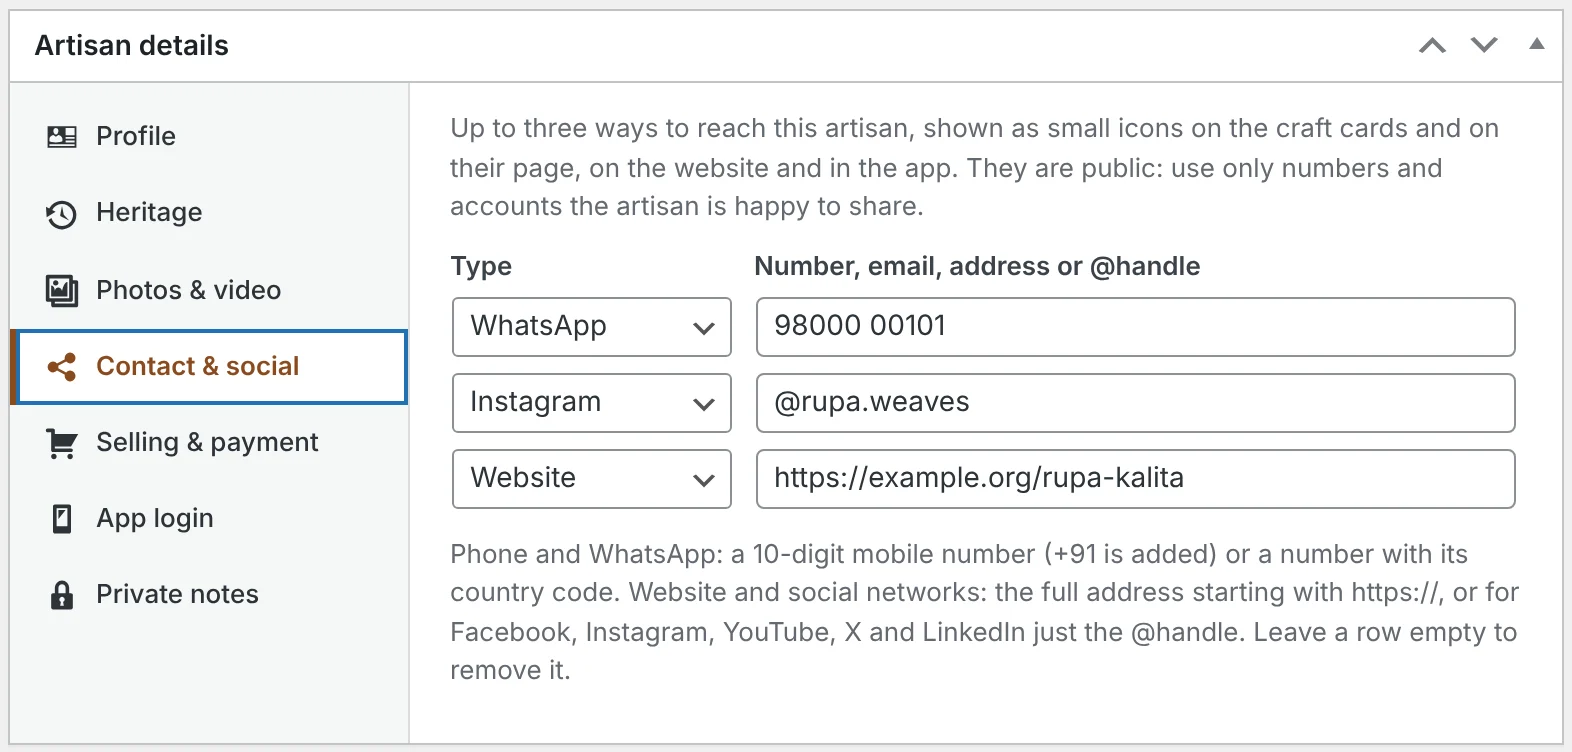 Artisan details
Profile
Heritage
Photos & video
Contact & social
Selling & payment
App login
Private notes
Up to three ways to reach this artisan, shown as small icons on the craft cards and on
their page, on the website and in the app. They are public: use only numbers and
accounts the artisan is happy to share.
Type
Number, email, address or @handle
WhatsApp
98000 00101
Instagram
@rupa.weaves
Website
https://example.org/rupa-kalita
Phone and WhatsApp: a 10-digit mobile number (+91 is added) or a number with its
country code. Website and social networks: the full address starting with https://, or for
Facebook, Instagram, YouTube, X and LinkedIn just the @handle. Leave a row empty to
remove it.